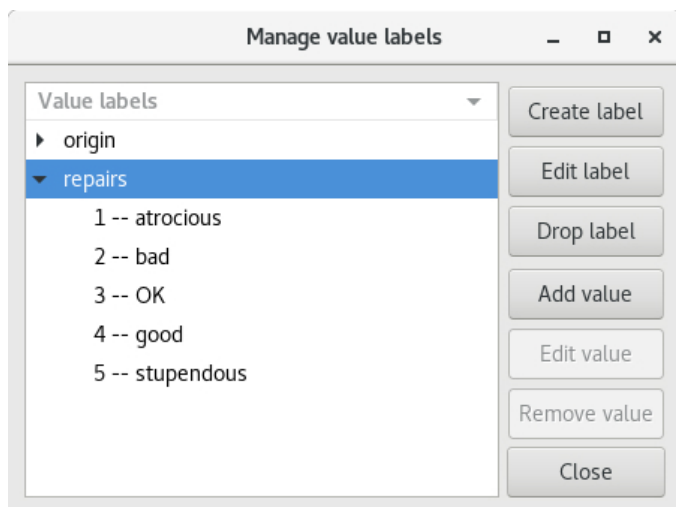 Manage value labels
Value labels
origin
repairs
1 -- atrocious
2 -- bad
3 -- OK
4 -- good
5 -- stupendous
Create label
Edit label
Drop label
Add value
Edit value
Remove value
Close